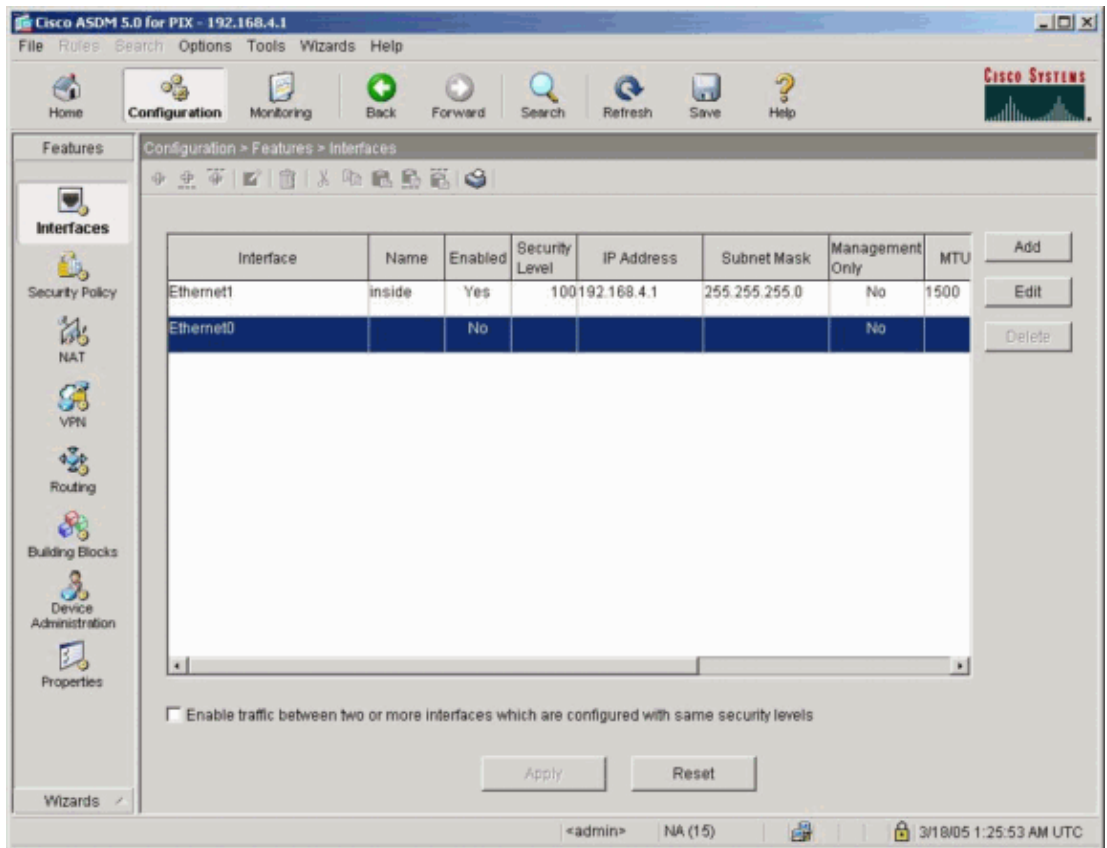 Cisco ASDM 5.0 for PIX - 192.168.4.1
File Rules Search Options Tools Wizards Help
Home Configuration Monitoring Back Forward Search Refresh Save Help
CISCO SYSTEMS
Features
Configuration > Features > Interfaces
Interfaces
Security Policy
NAT
VPN
Routing
Building Blocks
Device
Administration
Properties
Wizards
Interface Name Enabled Security Level IP Address Subnet Mask Management Only MTU
Ethernet1 inside Yes 100 192.168.4.1 255.255.255.0 No 1500
Ethernet0 No No
Add
Edit
Delete
Enable traffic between two or more interfaces which are configured with same security levels
Apply Reset
<admin> NA (15) 3/18/05 1:25:53 AM UTC